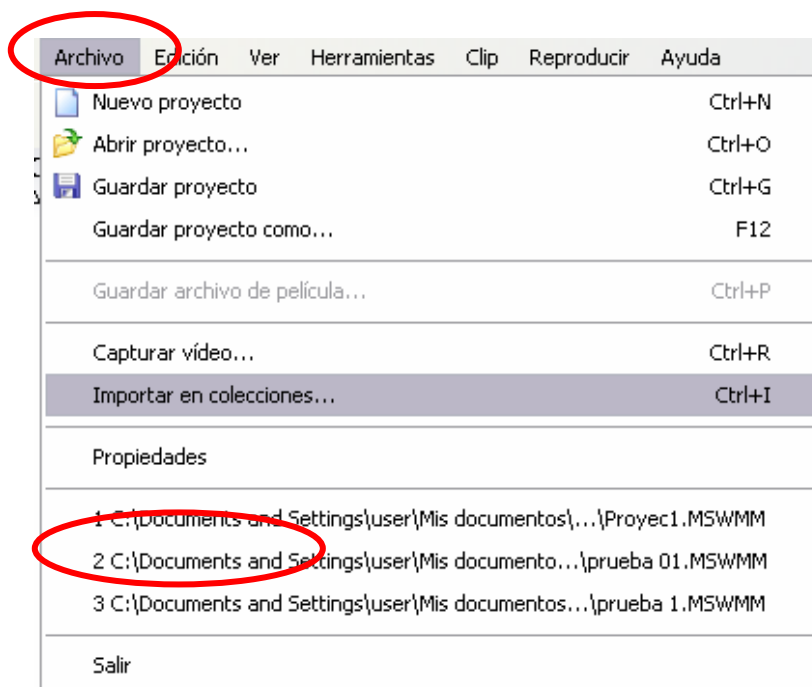 Archivo Edición Ver Herramientas Clip Reproducir Ayuda
Nuevo proyecto Ctrl+N
Abrir proyecto... Ctrl+O
Guardar proyecto Ctrl+G
Guardar proyecto como... F12
Guardar archivo de película... Ctrl+P
Capturar vídeo... Ctrl+R
Importar en colecciones... Ctrl+I
Propiedades
1 C:\Documents and Settings\user\Mis documentos\...\Proyec1.MSWMM
2 C:\Documents and Settings\user\Mis documento...\prueba 01.MSWMM
3 C:\Documents and Settings\user\Mis documentos...\prueba 1.MSWMM
Salir